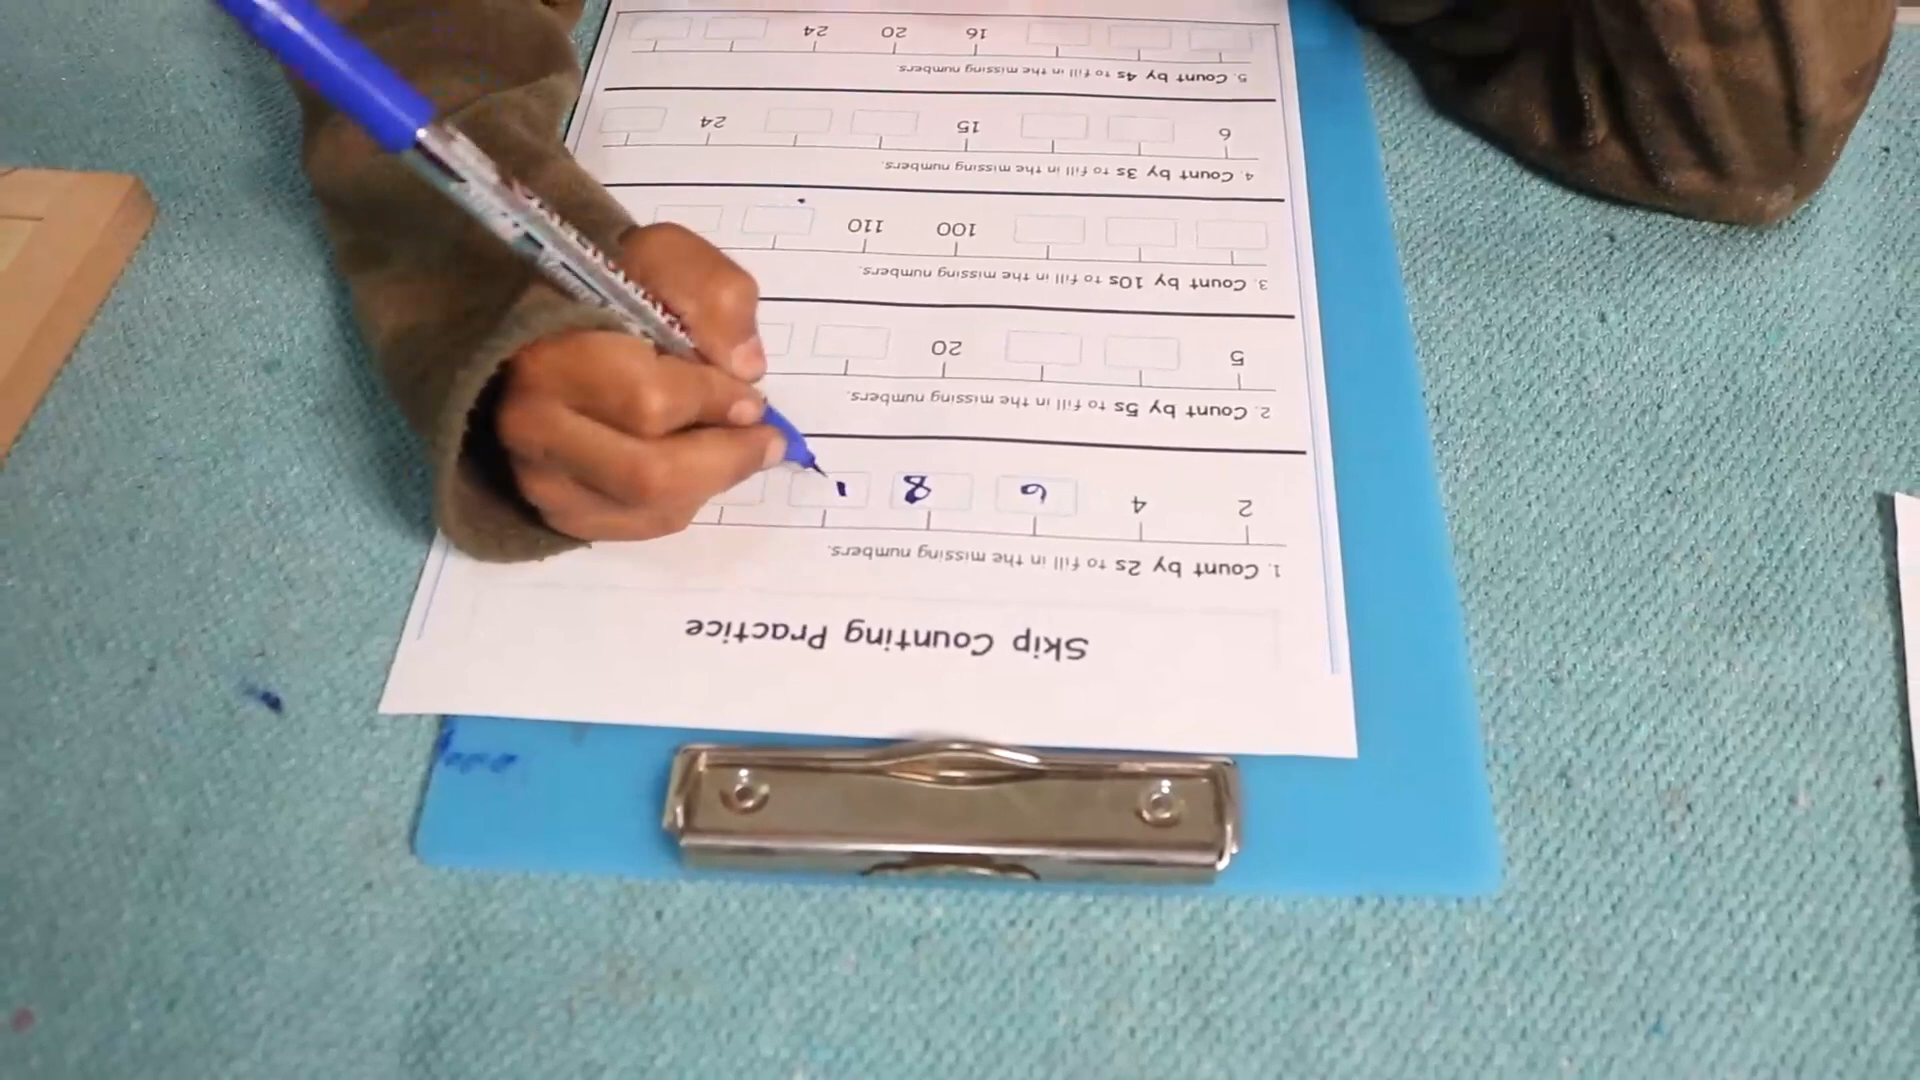 Skip Counting Practice
1. Count by 2s to fill in the missing numbers.
2 4 6 8 1
2. Count by 5s to fill in the missing numbers.
5 20
3. Count by 10s to fill in the missing numbers.
100 110
4. Count by 3s to fill in the missing numbers.
6 15 24
5. Count by 4s to fill in the missing numbers.
16 20 24